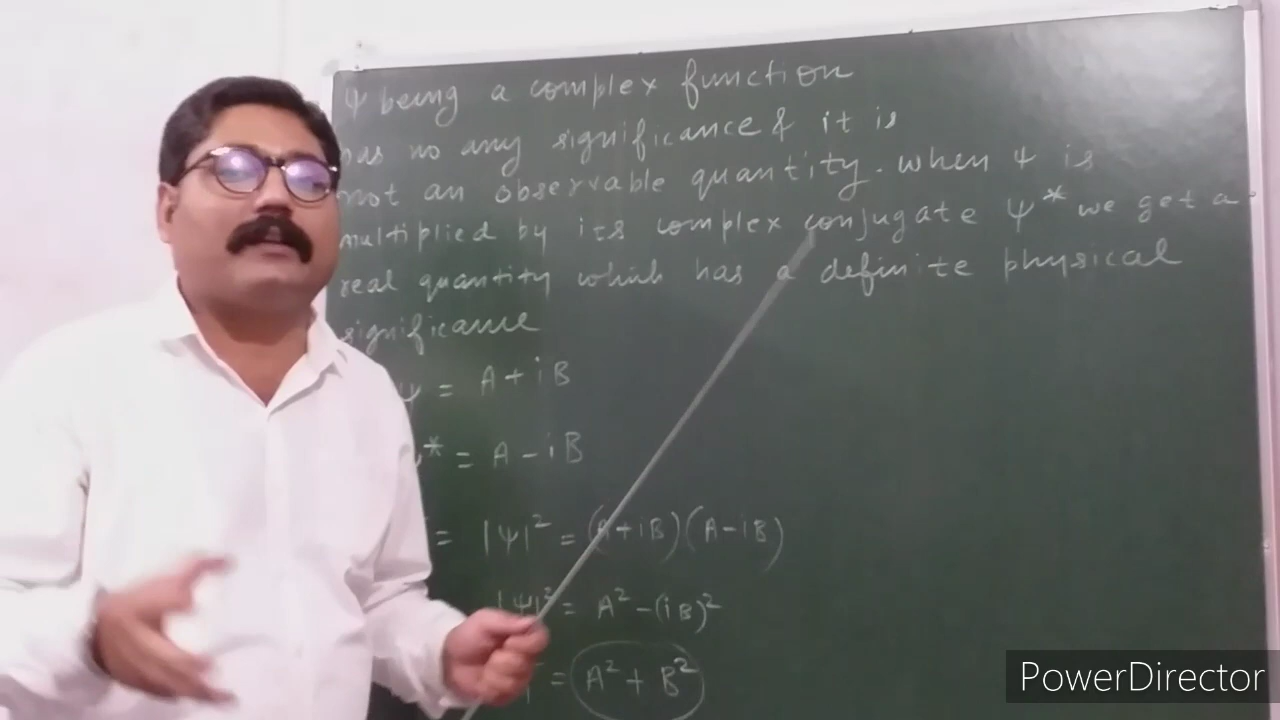 ψ being a complex function
has no any significance & it is
not an observable quantity. when ψ is
multiplied by its complex conjugate ψ* we get a
real quantity which has a definite physical
significance
ψ = A + iB
ψ* = A - iB
= |ψ|² = (A+iB)(A-iB)
|ψ|² = A² - (iB)²
= A² + B²
PowerDirector